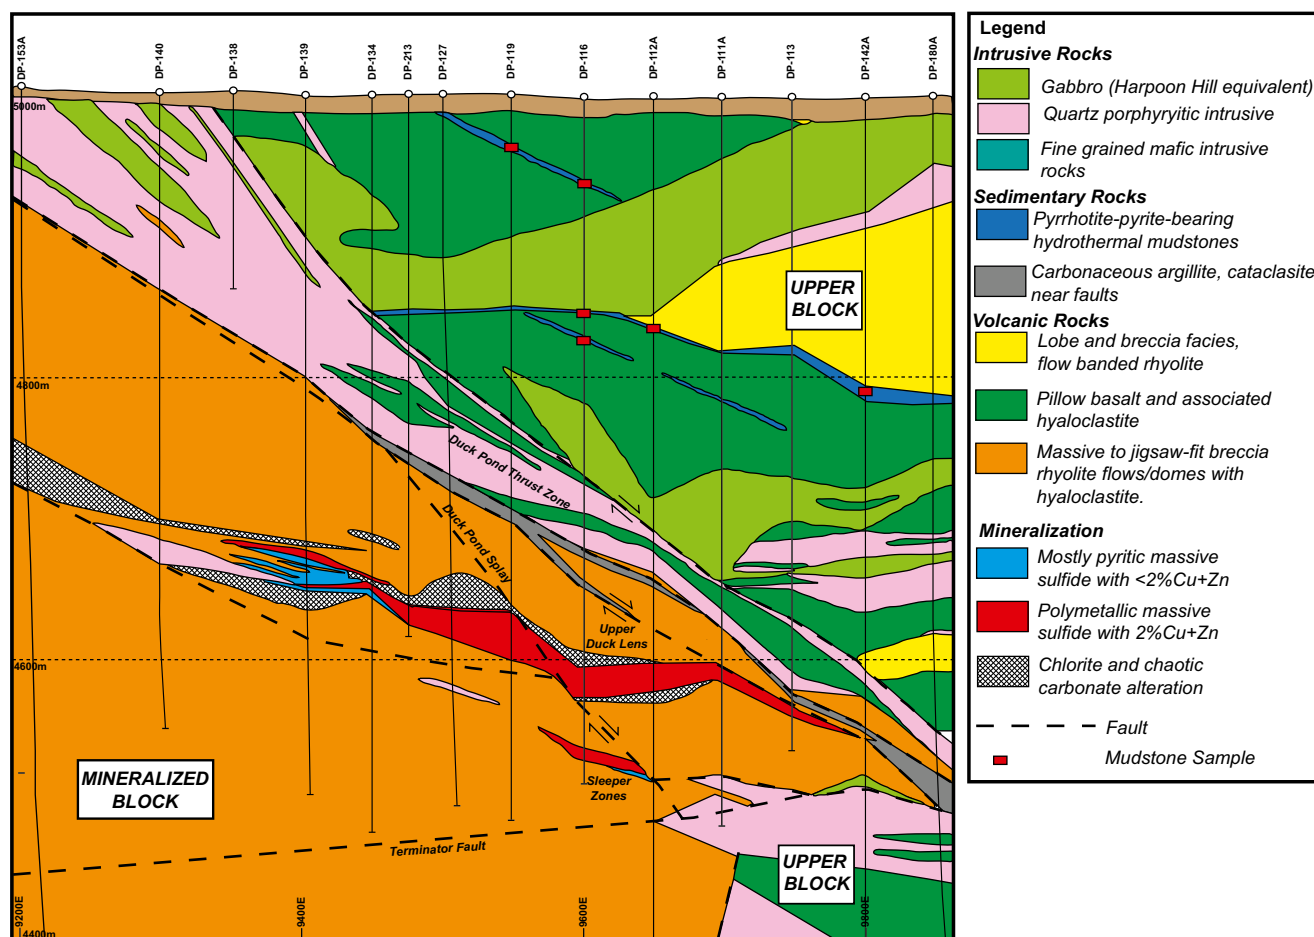 DP-153A
DP-140
DP-138
DP-139
DP-134
DP-213
DP-127
DP-119
DP-116
DP-112A
DP-111A
DP-113
DP-142A
DP-180A
5000m
4800m
4600m
4400m
9200E
9400E
9600E
9800E
UPPER
BLOCK
Duck Pond Thrust Zone
Duck Pond Splay
Upper
Duck Lens
Sleeper
Zones
MINERALIZED
BLOCK
Terminator Fault
UPPER
BLOCK
Legend
Intrusive Rocks
Gabbro (Harpoon Hill equivalent)
Quartz porphyryitic intrusive
Fine grained mafic intrusive
rocks
Sedimentary Rocks
Pyrrhotite-pyrite-bearing
hydrothermal mudstones
Carbonaceous argillite, cataclasite
near faults
Volcanic Rocks
Lobe and breccia facies,
flow banded rhyolite
Pillow basalt and associated
hyaloclastite
Massive to jigsaw-fit breccia
rhyolite flows/domes with
hyaloclastite.
Mineralization
Mostly pyritic massive
sulfide with <2%Cu+Zn
Polymetallic massive
sulfide with 2%Cu+Zn
Chlorite and chaotic
carbonate alteration
Fault
Mudstone Sample